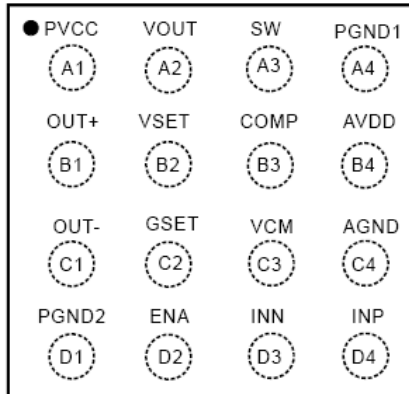 PVCC VOUT SW PGND1
A1 A2 A3 A4
OUT+ VSET COMP AVDD
B1 B2 B3 B4
OUT- GSET VCM AGND
C1 C2 C3 C4
PGND2 ENA INN INP
D1 D2 D3 D4